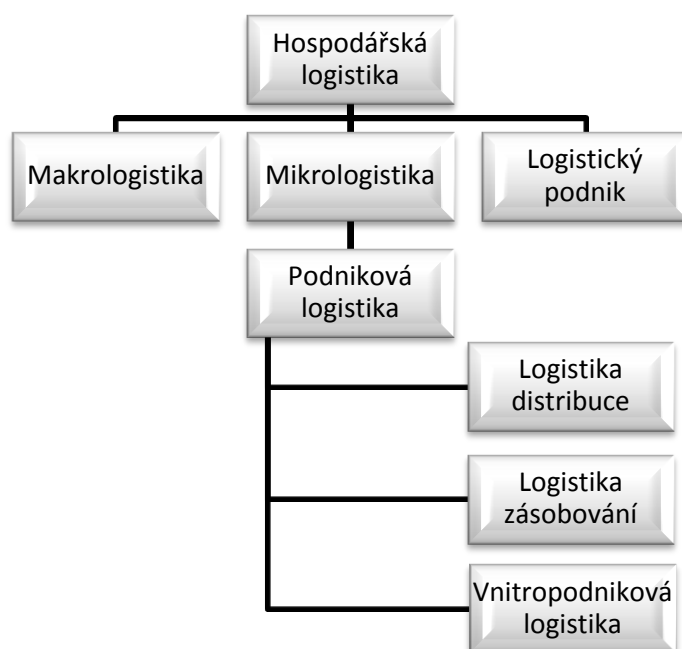 Hospodářská
logistika
Makrologistika
Mikrologistika
Logistický
podnik
Podniková
logistika
Logistika
distribuce
Logistika
zásobování
Vnitropodniková
logistika